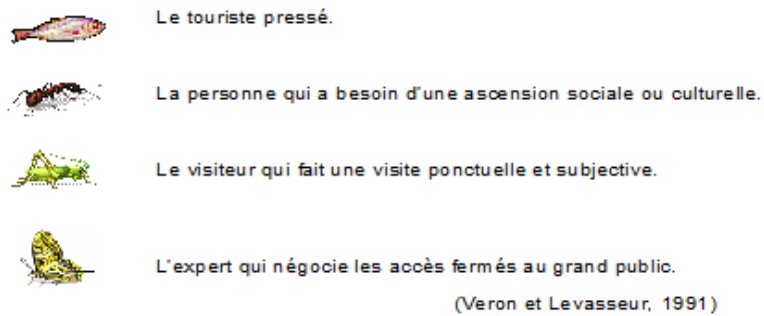 Le touriste pressé.
La personne qui a besoin d'une ascension sociale ou culturelle.
Le visiteur qui fait une visite ponctuelle et subjective.
L'expert qui négocie les accès fermés au grand public.
(Veron et Levasseur, 1991)